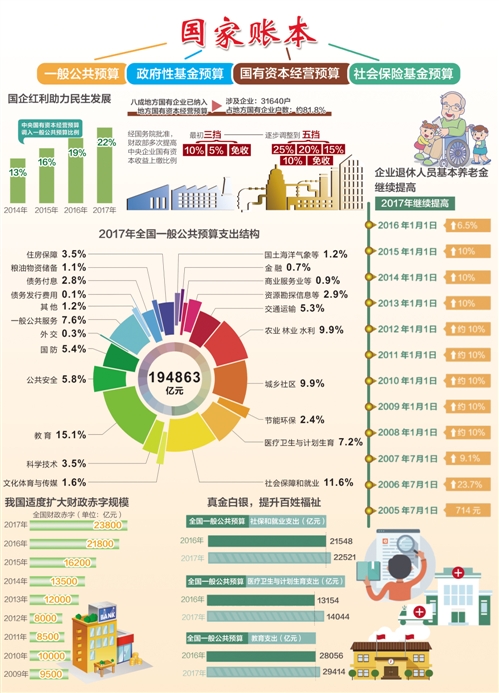 国家账本
一般公共预算
政府性基金预算
国有资本经营预算
社会保险基金预算
国企红利助力民生发展
中央国有资本经营预算
调入一般公共预算比例
13%
16%
19%
22%
2014年
2015年
2016年
2017年
八成地方国有企业已纳入
地方国有资本经营预算
涉及企业：31640户
占地方国有企业户数：约81.8%
经国务院批准，
财政部多次提高
中央企业国有资
本收益上缴比例
最初三挡
10%
5%
免收
逐步调整到 五挡
25%
20%
15%
10%
免收
企业退休人员基本养老金
继续提高
2017年继续提高
2016年1月1日 6.5%
2015年1月1日 10%
2014年1月1日 10%
2013年1月1日 10%
2012年1月1日 约10%
2011年1月1日 约10%
2010年1月1日 约10%
2009年1月1日 约10%
2008年1月1日 约10%
2007年7月1日 9.1%
2006年7月1日 23.7%
2005年7月1日 714元
2017年全国一般公共预算支出结构
住房保障 3.5%
粮油物资储备 1.1%
债务付息 2.8%
债务发行费用 0.1%
其 他 1.2%
一般公共服务 7.6%
外 交 0.3%
国 防 5.4%
公共安全 5.8%
教 育 15.1%
科学技术 3.5%
文化体育与传媒 1.6%
国土海洋气象等 1.2%
金 融 0.7%
商业服务业等 0.9%
资源勘探信息等 2.9%
交通运输 5.3%
农业 林业 水利 9.9%
城乡社区 9.9%
节能环保 2.4%
医疗卫生与计划生育 7.2%
社会保障和就业 11.6%
194863
亿元
我国适度扩大财政赤字规模
全国财政赤字（单位：亿元）
2017年 23800
2016年 21800
2015年 16200
2014年 13500
2013年 12000
2012年 8000
2011年 8500
2010年 10000
2009年 9500
BANK
真金白银，提升百姓福祉
全国一般公共预算 社保和就业支出（亿元）
2016年 21548
2017年 22521
全国一般公共预算 医疗卫生与计划生育支出（亿元）
2016年 13154
2017年 14044
全国一般公共预算 教育支出（亿元）
2016年 28056
2017年 29414